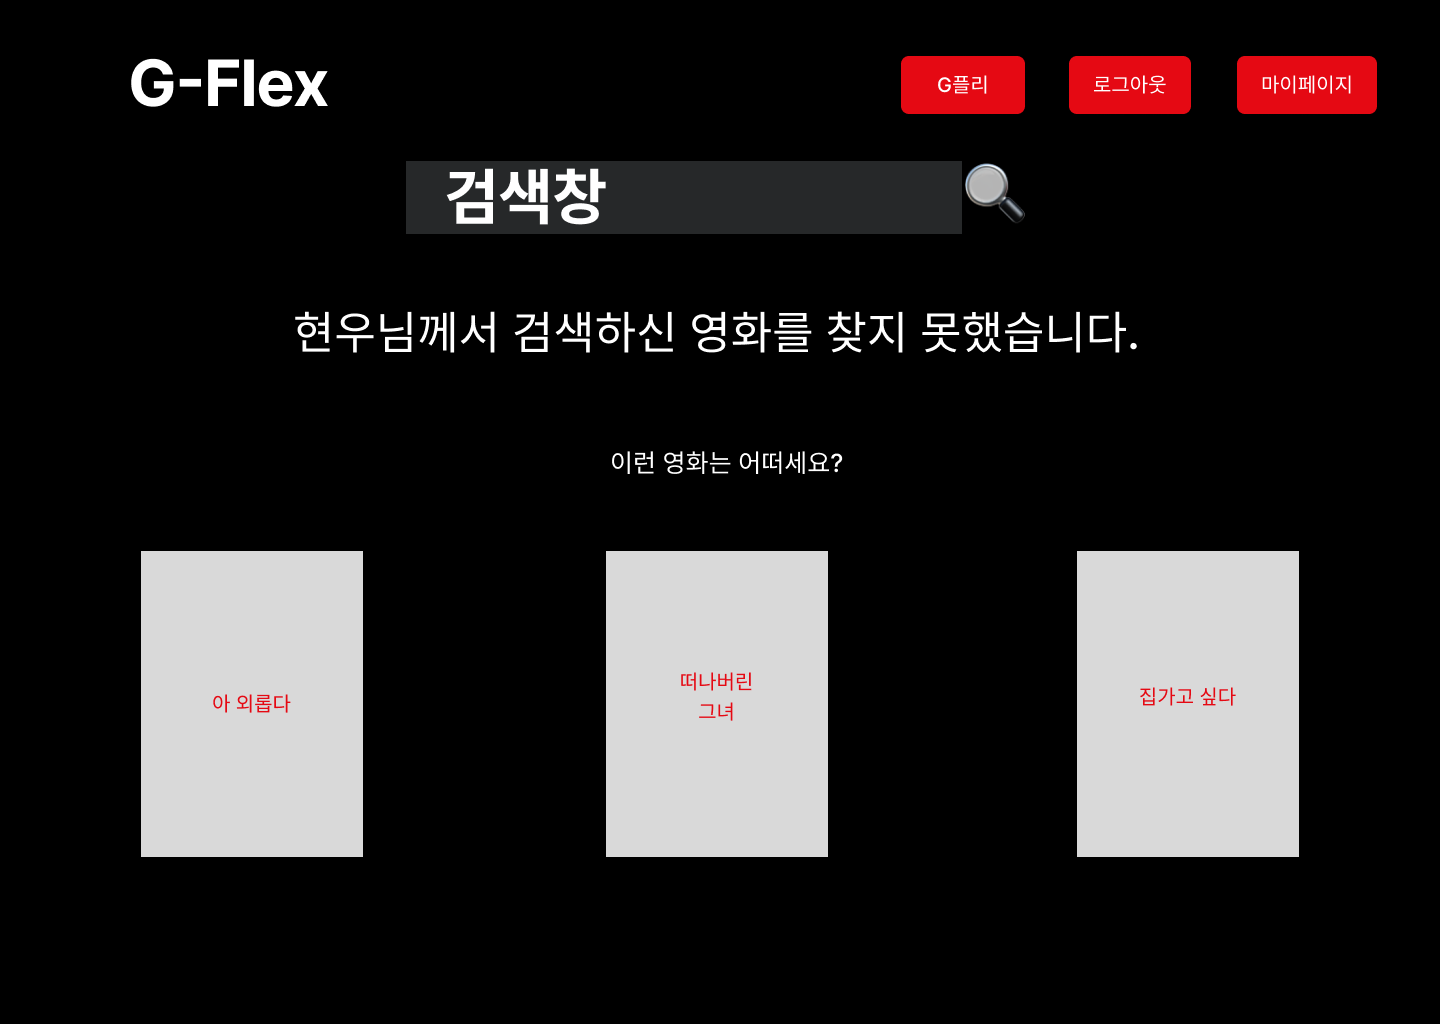 G-Flex
G플리
로그아웃
마이페이지
검색창
현우님께서 검색하신 영화를 찾지 못했습니다.
이런 영화는 어떠세요?
아 외롭다
떠나버린
그녀
집가고 싶다